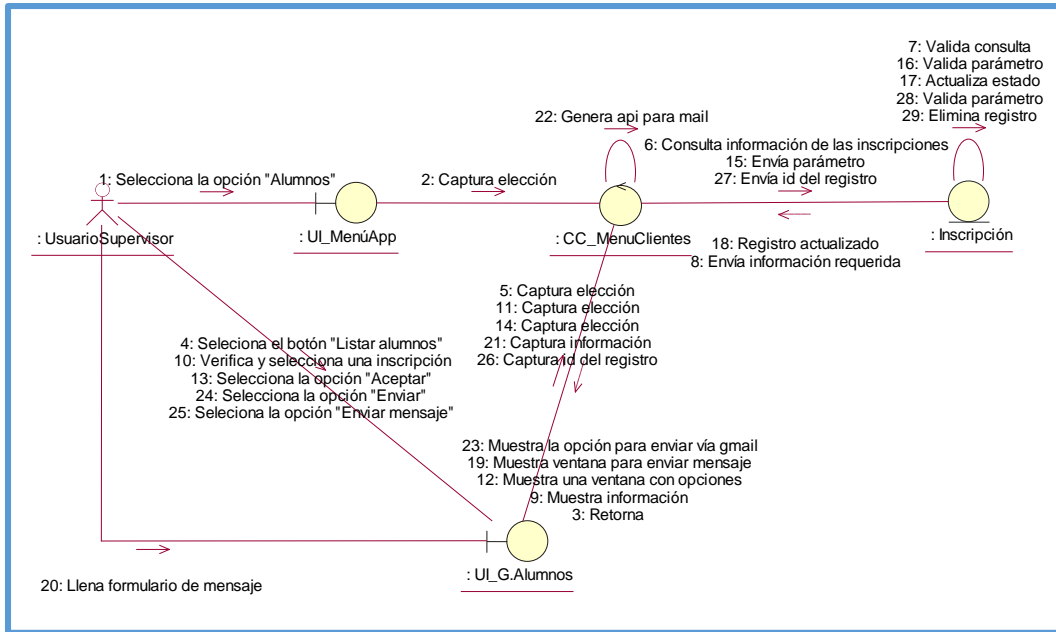 7: Valida consulta
16: Valida parámetro
17: Actualiza estado
28: Valida parámetro
29: Elimina registro
22: Genera api para mail
6: Consulta información de las inscripciones
15: Envía parámetro
27: Envía id del registro
1: Selecciona la opción "Alumnos"
2: Captura elección
: UsuarioSupervisor
: UI_MenúApp
: CC_MenuClientes
: Inscripción
18: Registro actualizado
8: Envía información requerida
5: Captura elección
11: Captura elección
14: Captura elección
21: Captura información
26: Captura id del registro
4: Seleciona el botón "Listar alumnos"
10: Verifica y selecciona una inscripción
13: Selecciona la opción "Aceptar"
24: Selecciona la opción "Enviar"
25: Seleciona la opción "Enviar mensaje"
23: Muestra la opción para enviar vía gmail
19: Muestra ventana para enviar mensaje
12: Muestra una ventana con opciones
9: Muestra información
3: Retorna
: UI_G.Alumnos
20: Llena formulario de mensaje